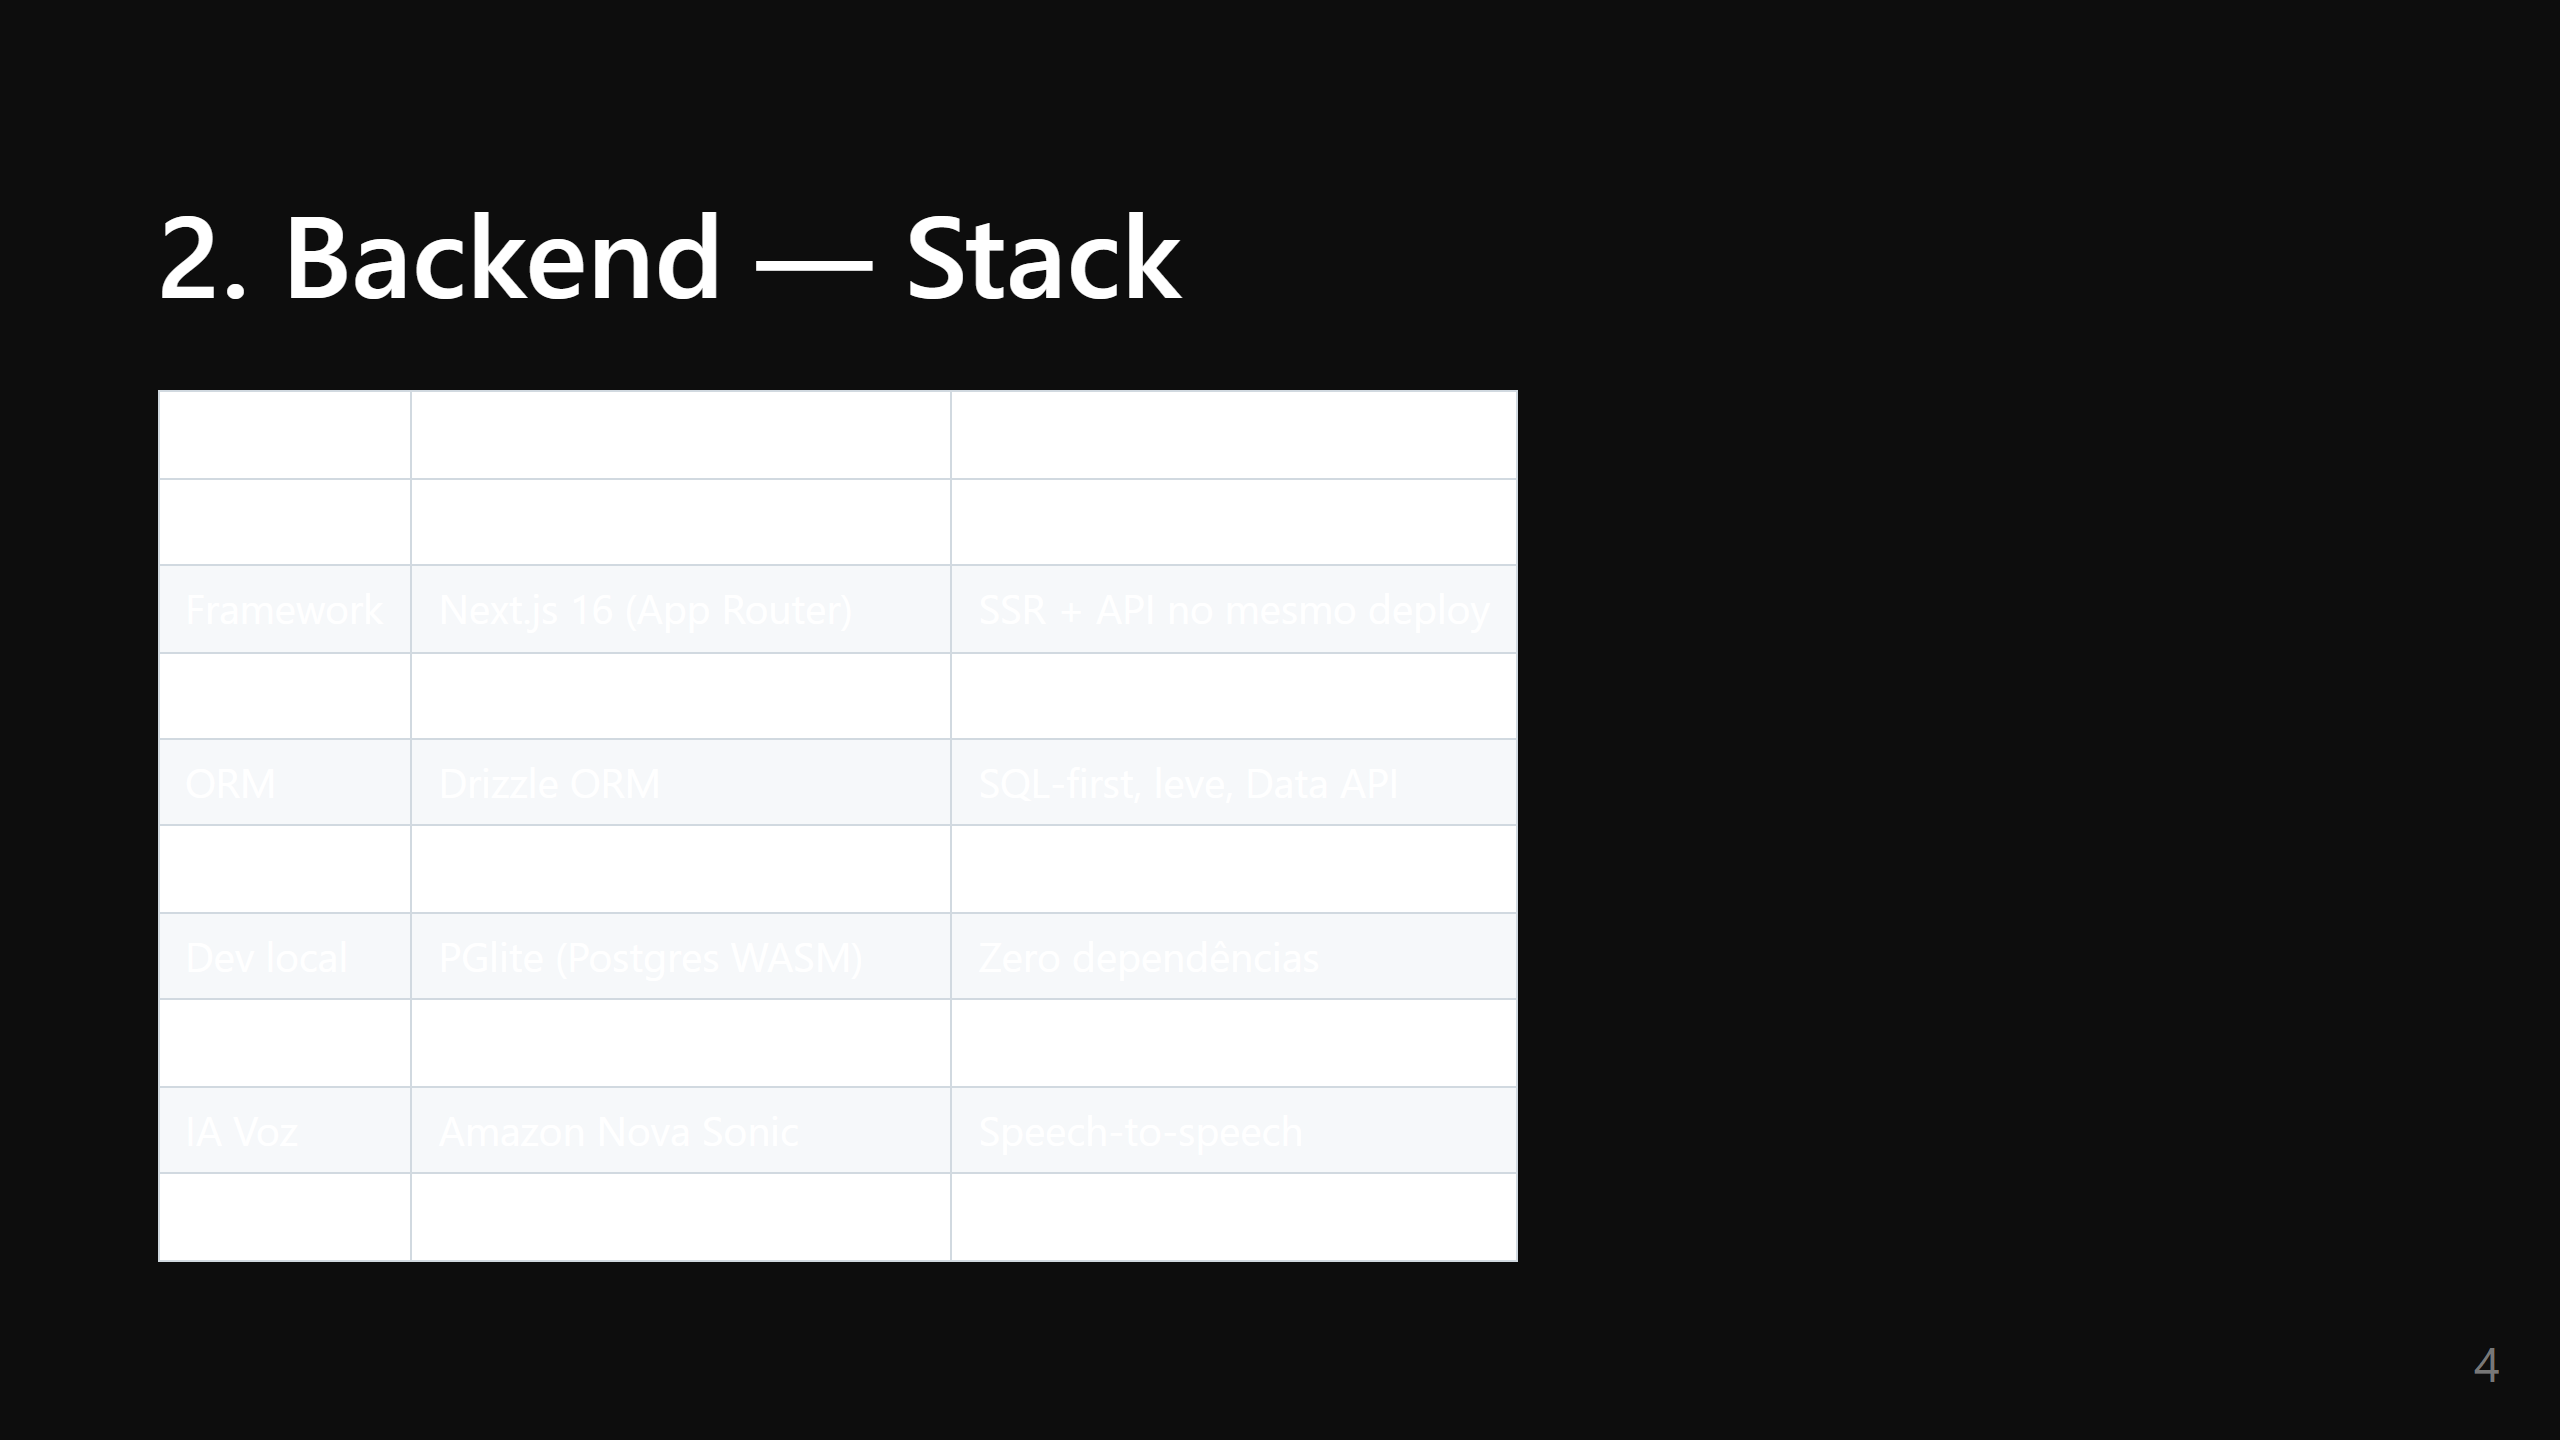 2. Backend — Stack
Framework Next.js 16 (App Router) SSR + API no mesmo deploy
ORM Drizzle ORM SQL-first, leve, Data API
Dev local PGlite (Postgres WASM) Zero dependências
IA Voz Amazon Nova Sonic Speech-to-speech
4